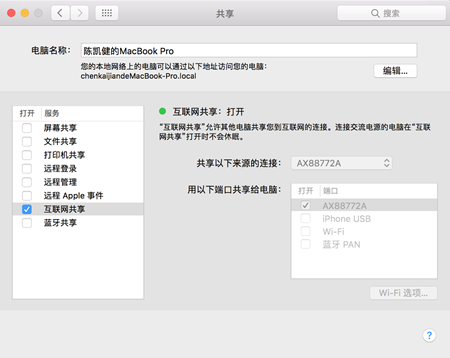 共享
搜索
电脑名称： 陈凯健的MacBook Pro
您的本地网络上的电脑可以通过以下地址访问您的电脑：
chenkaijiandeMacBook-Pro.local
编辑...
打开 服务
屏幕共享
文件共享
打印机共享
远程登录
远程管理
远程 Apple 事件
互联网共享
蓝牙共享
互联网共享：打开
“互联网共享”允许其他电脑共享您到互联网的连接。连接交流电源的电脑在“互联
网共享”打开时不会休眠。
共享以下来源的连接： AX88772A
用以下端口共享给电脑：
打开 端口
AX88772A
iPhone USB
Wi-Fi
蓝牙 PAN
Wi-Fi 选项...
?